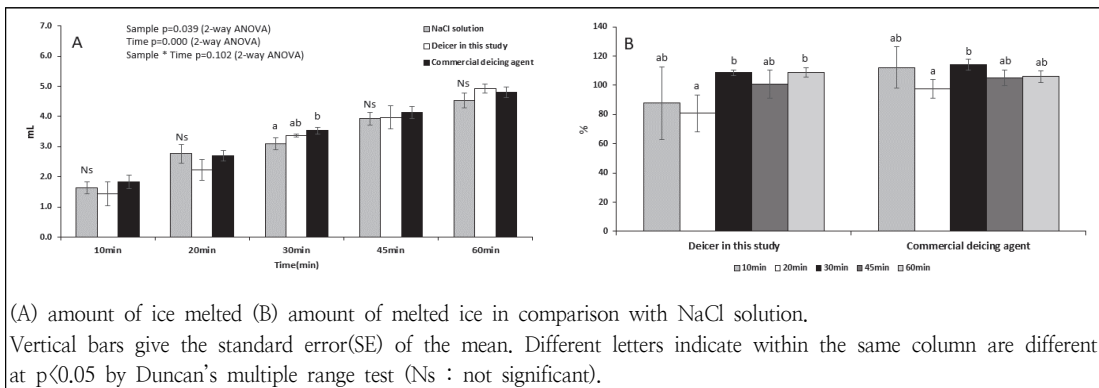 A
Sample p=0.039 (2-way ANOVA)
Time p=0.000 (2-way ANOVA)
Sample * Time p=0.102 (2-way ANOVA)
NaCl solution
Deicer in this study
Commercial deicing agent
6.0
5.0
4.0
3.0
2.0
1.0
0.0
mL
Ns
Ns
a ab b
Ns
Ns
10min 20min 30min 45min 60min
Time(min)
B
140
120
100
80
60
40
20
0
%
ab a b ab b
ab a b ab ab
Deicer in this study Commercial deicing agent
10min 20min 30min 45min 60min
(A) amount of ice melted (B) amount of melted ice in comparison with NaCl solution.
Vertical bars give the standard error(SE) of the mean. Different letters indicate within the same column are different
at p<0.05 by Duncan's multiple range test (Ns : not significant).